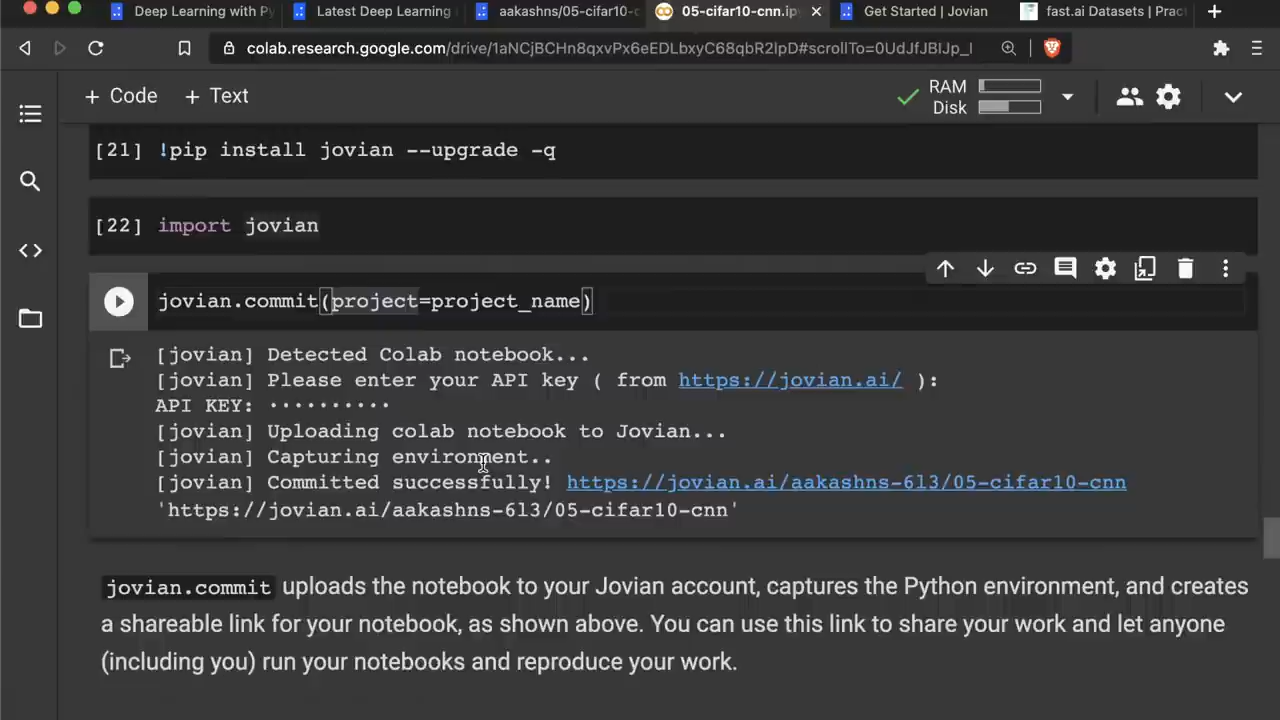 Deep Learning with Py
Latest Deep Learning
aakashns/05-cifar10-c
05-cifar10-cnn.ip
Get Started | Jovian
fast.ai Datasets | Pract
colab.research.google.com/drive/1aNCjBCHn8qxvPx6eEDLbxyC68qbR2lpD#scrollTo=0UdJfJBIJp_I
+ Code + Text
RAM
Disk
[21] !pip install jovian --upgrade -q
[22] import jovian
jovian.commit(project=project_name)
[jovian] Detected Colab notebook...
[jovian] Please enter your API key ( from https://jovian.ai/ ):
API KEY: ··········
[jovian] Uploading colab notebook to Jovian...
[jovian] Capturing environment..
[jovian] Committed successfully! https://jovian.ai/aakashns-6l3/05-cifar10-cnn
'https://jovian.ai/aakashns-6l3/05-cifar10-cnn'
jovian.commit uploads the notebook to your Jovian account, captures the Python environment, and creates
a shareable link for your notebook, as shown above. You can use this link to share your work and let anyone
(including you) run your notebooks and reproduce your work.